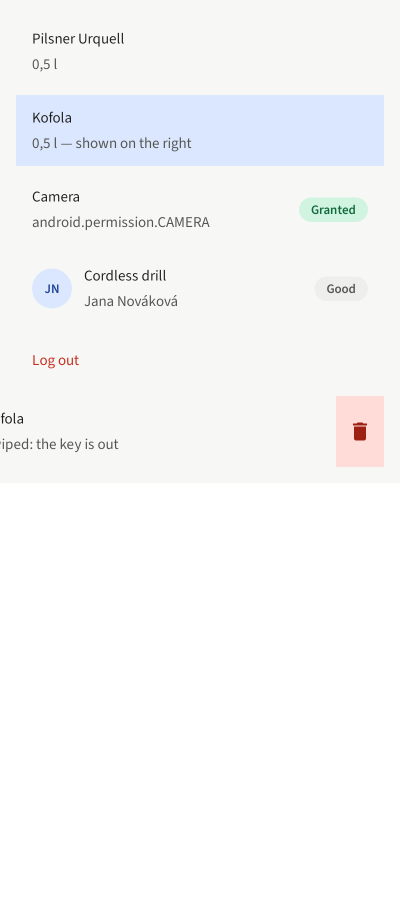 Pilsner Urquell
0,5 l
Kofola
0,5 l — shown on the right
Camera
android.permission.CAMERA
Granted
JN
Cordless drill
Jana Nováková
Good
Log out
fola
iped: the key is out